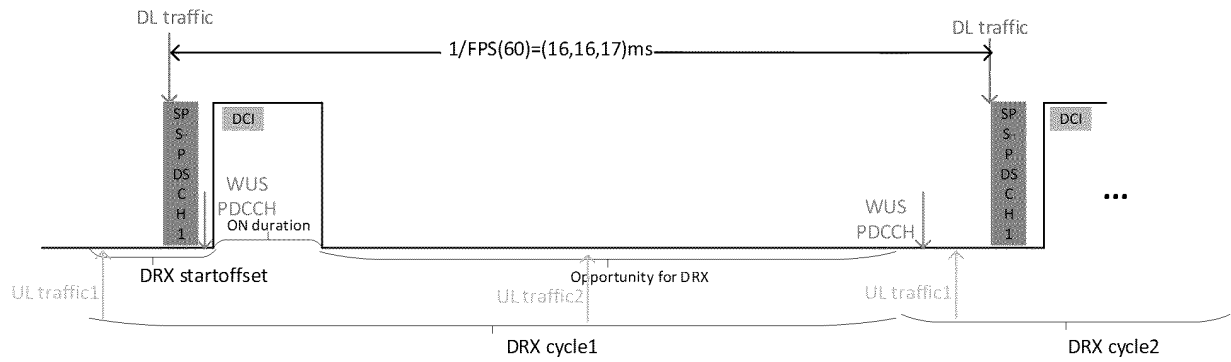 DL traffic
DL traffic
1/FPS(60)=(16,16,17)ms
SP
S-
P
DS
C
H
1
DCI
WUS
PDCCH
ON duration
WUS
PDCCH
SP
S-
P
DS
C
H
1
DCI
...
DRX startoffset
Opportunity for DRX
UL traffic1
UL traffic2
UL traffic1
DRX cycle1
DRX cycle2